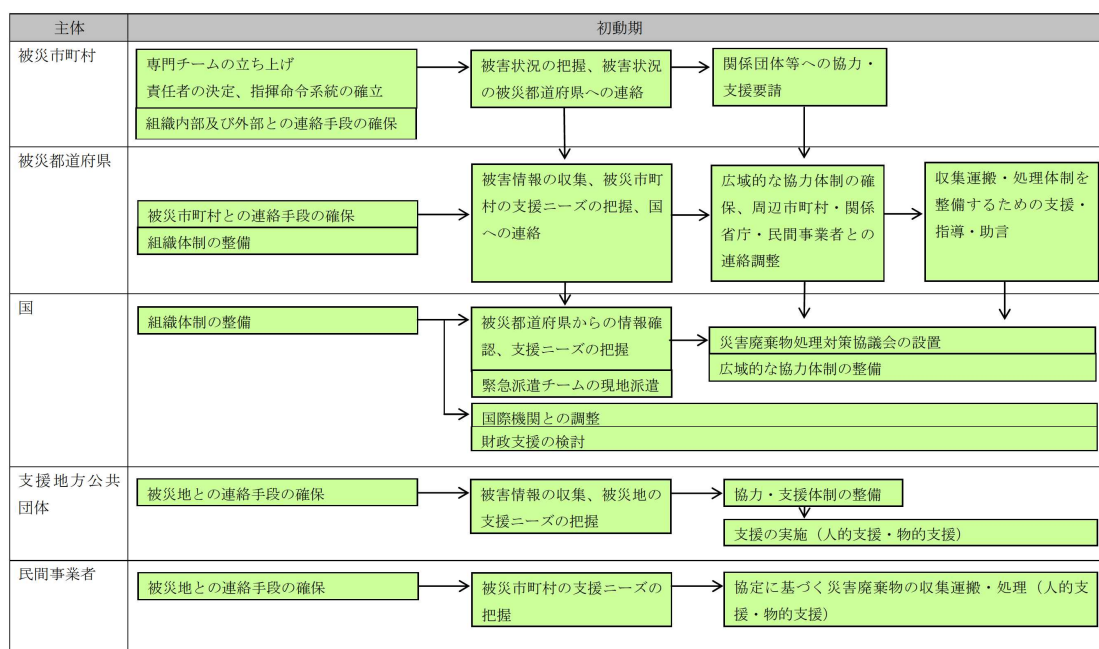 主体
初動期
被災市町村
専門チームの立ち上げ
責任者の決定、指揮命令系統の確立
組織内部及び外部との連絡手段の確保
被害状況の把握、被害状況
の被災都道府県への連絡
関係団体等への協力・
支援要請
被災都道府県
被災市町村との連絡手段の確保
組織体制の整備
被害情報の収集、被災市町
村の支援ニーズの把握、国
への連絡
広域的な協力体制の確
保、周辺市町村・関係
省庁・民間事業者との
連絡調整
収集運搬・処理体制を
整備するための支援・
指導・助言
国
組織体制の整備
被災都道府県からの情報確
認、支援ニーズの把握
緊急派遣チームの現地派遣
災害廃棄物処理対策協議会の設置
広域的な協力体制の整備
国際機関との調整
財政支援の検討
支援地方公共
団体
被災地との連絡手段の確保
被害情報の収集、被災地の
支援ニーズの把握
協力・支援体制の整備
支援の実施（人的支援・物的支援）
民間事業者
被災地との連絡手段の確保
被災市町村の支援ニーズの
把握
協定に基づく災害廃棄物の収集運搬・処理（人的支
援・物的支援）